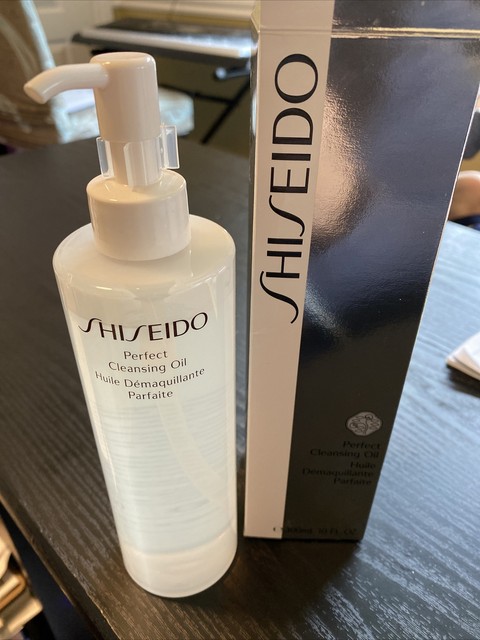 SHISEIDO
Perfect
Cleansing Oil
Huile Démaquillante
Parfaite
SHISEIDO
Perfect
Cleansing Oil
Huile
Démaquillante
Parfaite